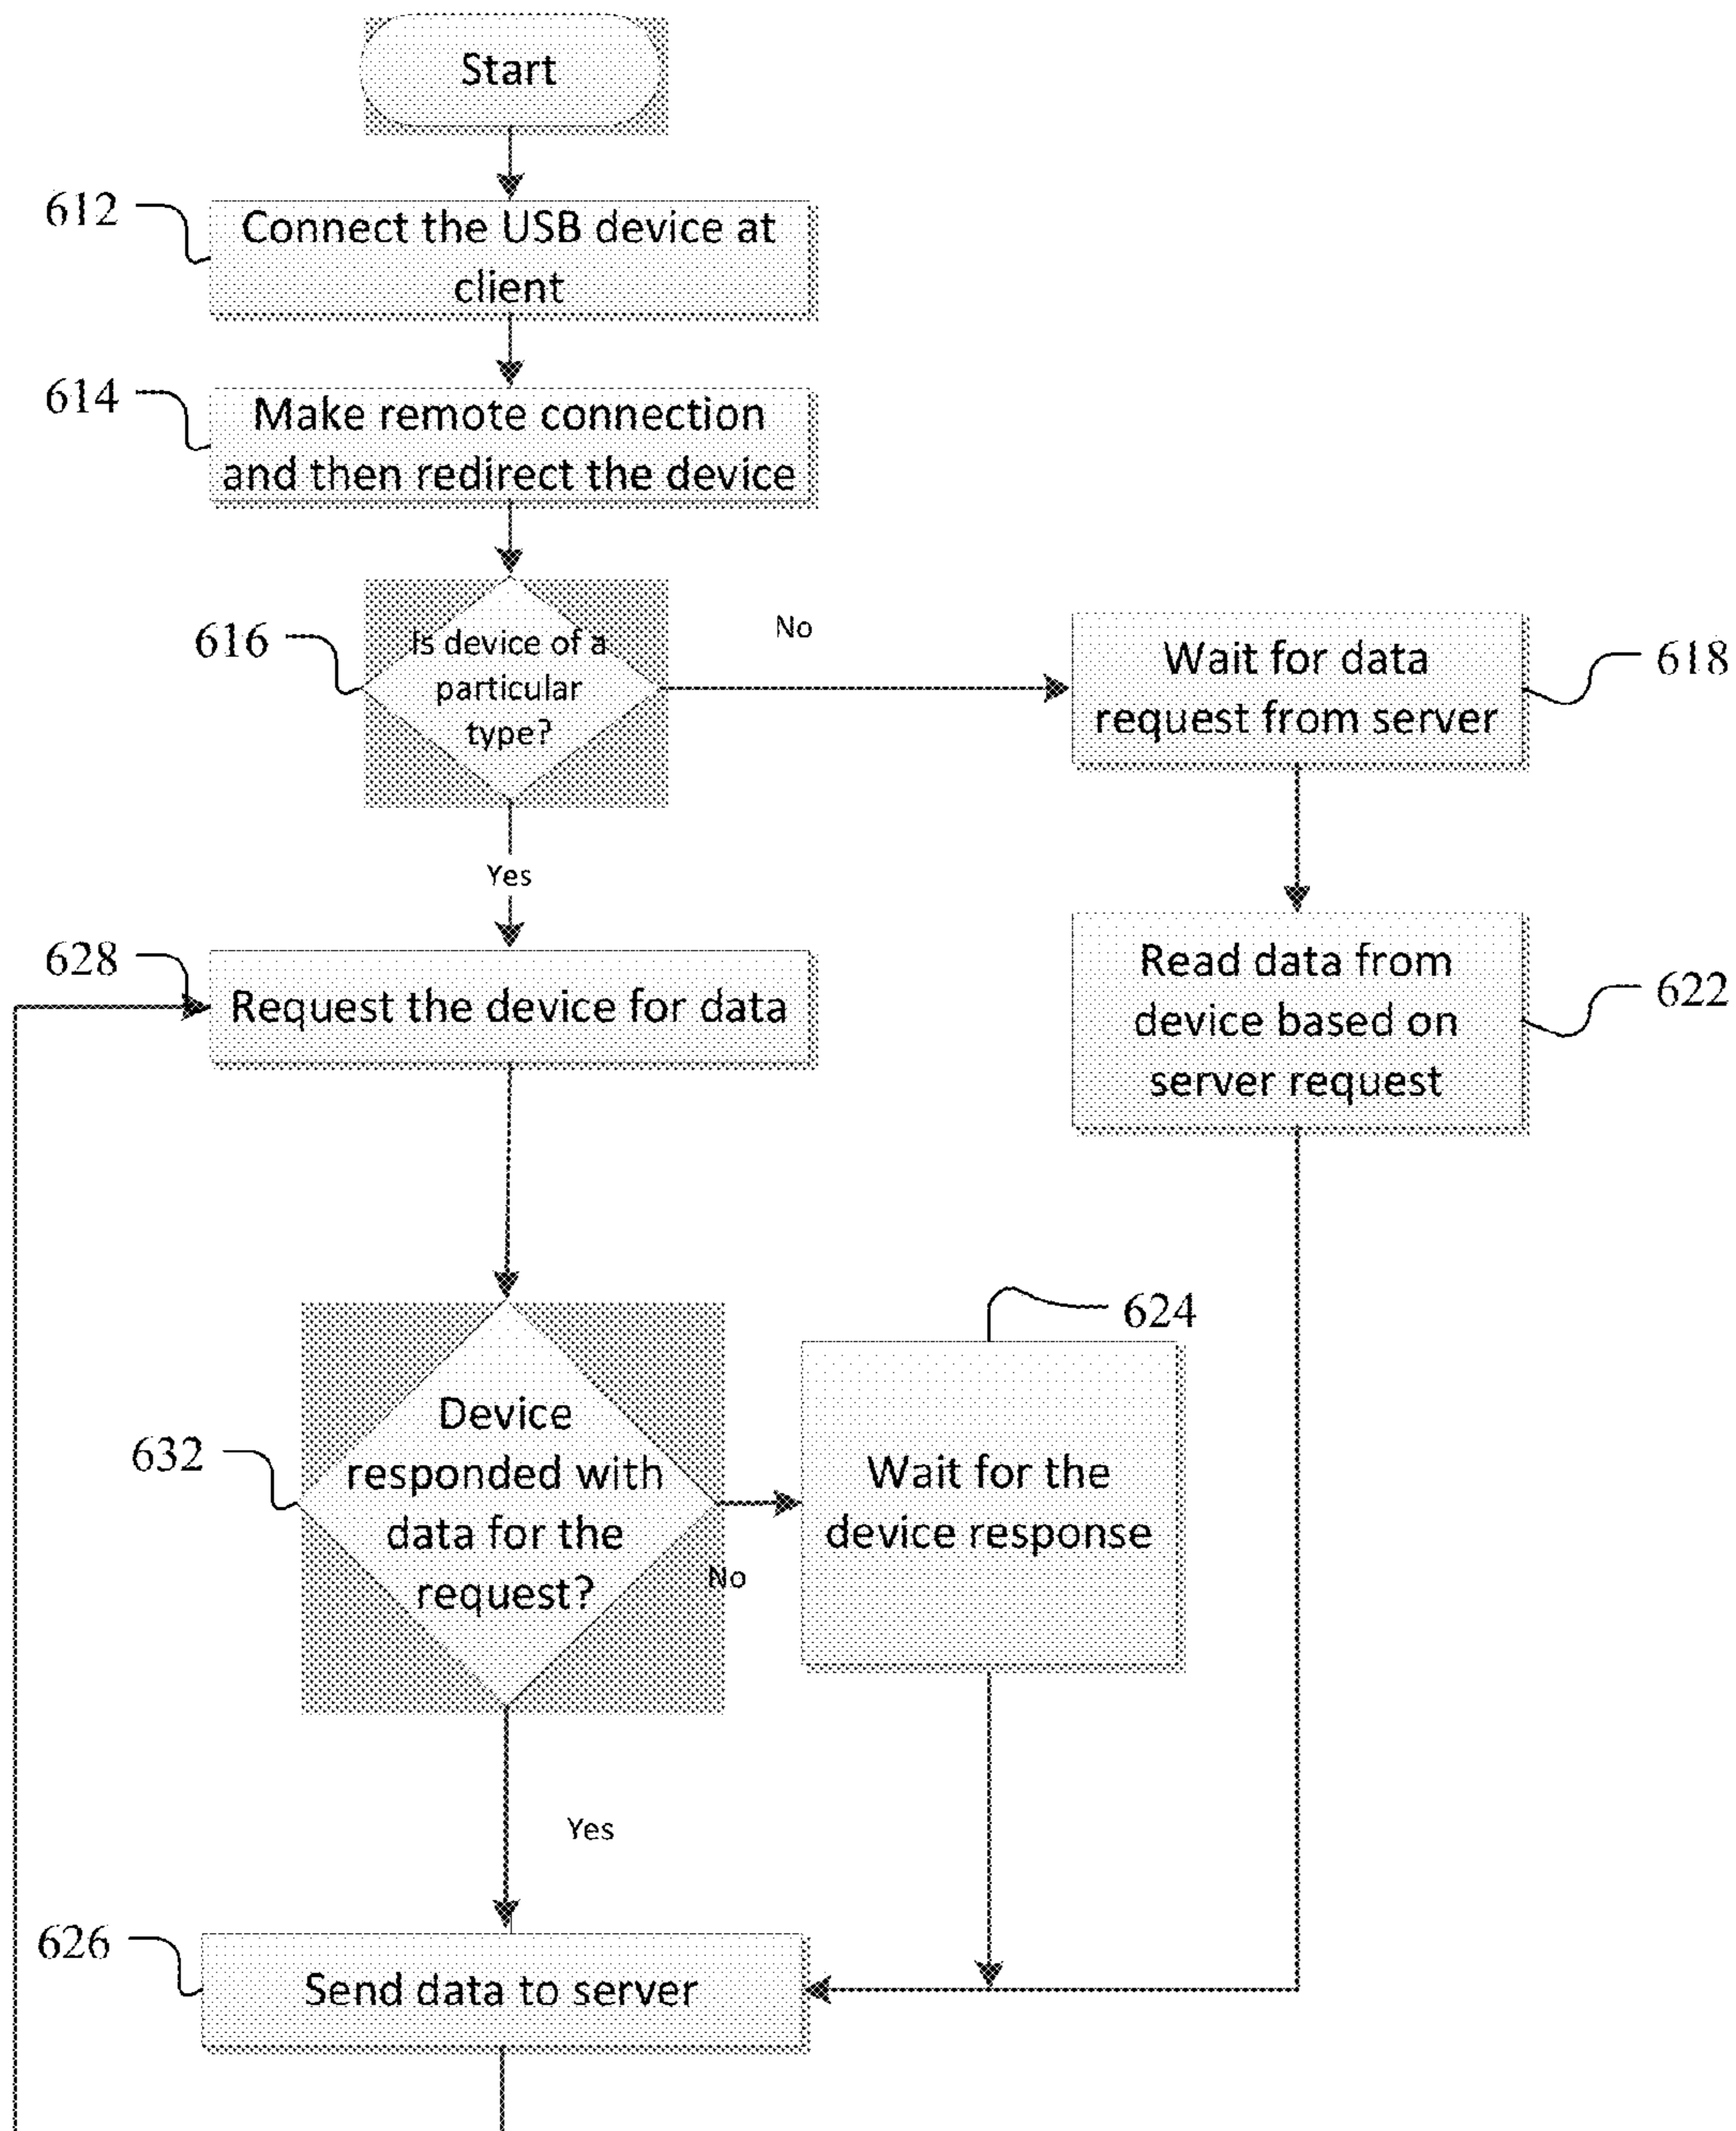 Start
612
Connect the USB device at
client
614
Make remote connection
and then redirect the device
616
Is device of a
particular
type?
No
Wait for data
request from server
618
Yes
628
Request the device for data
Read data from
device based on
server request
622
632
Device
responded with
data for the
request?
No
624
Wait for the
device response
Yes
626
Send data to server